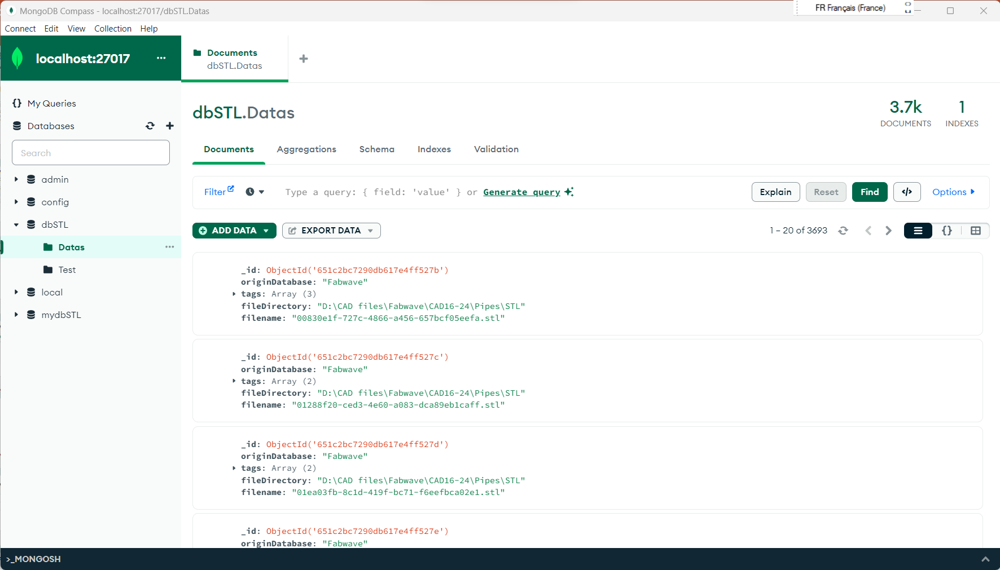 MongoDB Compass - localhost:27017/dbSTL.Datas
FR Français (France)
Connect Edit View Collection Help
localhost:27017
Documents
dbSTL.Datas
My Queries
Databases
Search
admin
config
dbSTL
Datas
Test
local
mydbSTL
dbSTL.Datas
3.7k
DOCUMENTS
1
INDEXES
Documents Aggregations Schema Indexes Validation
Filter Type a query: { field: 'value' } or Generate query Explain Reset Find </> Options
ADD DATA EXPORT DATA 1 – 20 of 3693 {}
_id: ObjectId('651c2bc7290db617e4ff527b')
originDatabase: "Fabwave"
tags: Array (3)
fileDirectory: "D:\CAD files\Fabwave\CAD16-24\Pipes\STL"
filename: "00830e1f-727c-4866-a456-657bcf05eefa.stl"
_id: ObjectId('651c2bc7290db617e4ff527c')
originDatabase: "Fabwave"
tags: Array (2)
fileDirectory: "D:\CAD files\Fabwave\CAD16-24\Pipes\STL"
filename: "01288f20-ced3-4e60-a083-dca89eb1caff.stl"
_id: ObjectId('651c2bc7290db617e4ff527d')
originDatabase: "Fabwave"
tags: Array (2)
fileDirectory: "D:\CAD files\Fabwave\CAD16-24\Pipes\STL"
filename: "01ea03fb-8c1d-419f-bc71-f6eefbca02e1.stl"
_id: ObjectId('651c2bc7290db617e4ff527e')
originDatabase: "Fabwave"
>_MONGOSH